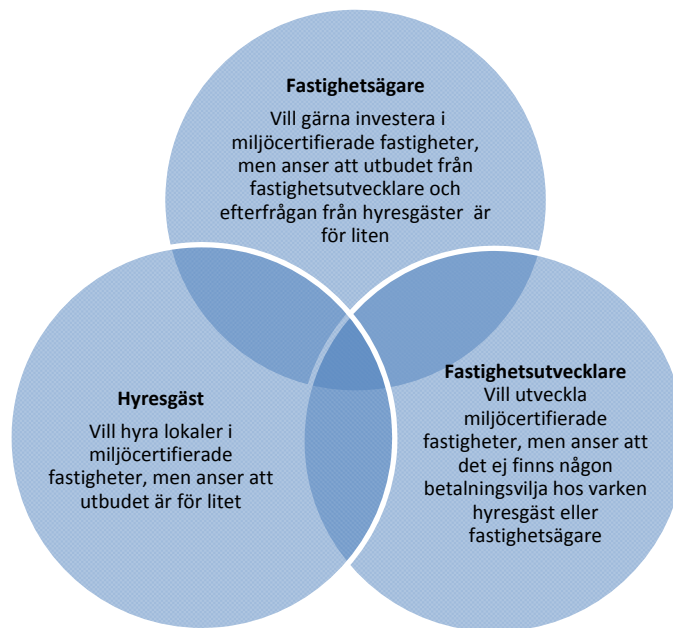 Fastighetsägare
Vill gärna investera i
miljöcertifierade fastigheter,
men anser att utbudet från
fastighetsutvecklare och
efterfrågan från hyresgäster är
för liten
Hyresgäst
Vill hyra lokaler i
miljöcertifierade
fastigheter, men anser att
utbudet är för litet
Fastighetsutvecklare
Vill utveckla
miljöcertifierade
fastigheter, men anser att
det ej finns någon
betalningsvilja hos varken
hyresgäst eller
fastighetsägare